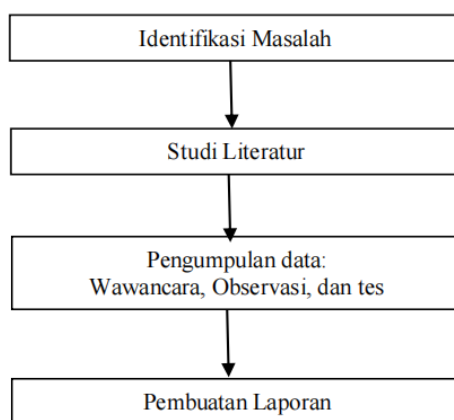 Identifikasi Masalah
Studi Literatur
Pengumpulan data:
Wawancara, Observasi, dan tes
Pembuatan Laporan